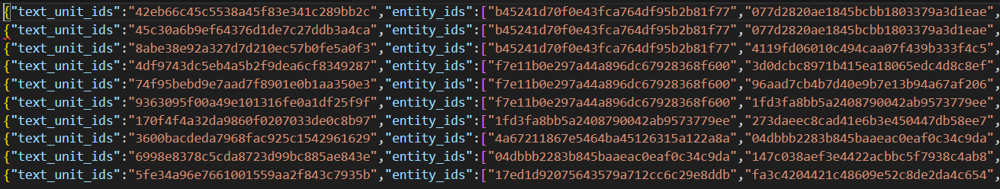 {"text_unit_ids":"42eb66c45c5538a45f83e341c289bb2c","entity_ids":["b45241d70f0e43fca764df95b2b81f77","077d2820ae1845bcbb1803379a3d1eae",
{"text_unit_ids":"45c30a6b9ef64376d1de7c27ddb3a4ca","entity_ids":["b45241d70f0e43fca764df95b2b81f77","077d2820ae1845bcbb1803379a3d1eae",
{"text_unit_ids":"8abe38e92a327d7d210ec57b0fe5a0f3","entity_ids":["b45241d70f0e43fca764df95b2b81f77","4119fd06010c494caa07f439b333f4c5",
{"text_unit_ids":"4df9743dc5eb4a5b2f9dea6cf8349287","entity_ids":["f7e11b0e297a44a896dc67928368f600","3d0dcbc8971b415ea18065edc4d8c8ef",
{"text_unit_ids":"74f95bebd9e7aad7f8901e0b1aa350e3","entity_ids":["f7e11b0e297a44a896dc67928368f600","96aad7cb4b7d40e9b7e13b94a67af206",
{"text_unit_ids":"9363095f00a49e101316fe0a1df25f9f","entity_ids":["f7e11b0e297a44a896dc67928368f600","1fd3fa8bb5a2408790042ab9573779ee",
{"text_unit_ids":"170f4f4a32da9860f0207033de0c8b97","entity_ids":["1fd3fa8bb5a2408790042ab9573779ee","273daeec8cad41e6b3e450447db58ee7",
{"text_unit_ids":"3600bacdeda7968fac925c1542961629","entity_ids":["4a67211867e5464ba45126315a122a8a","04dbbb2283b845baaeac0eaf0c34c9da",
{"text_unit_ids":"6998e8378c5cda8723d99bc885ae843e","entity_ids":["04dbbb2283b845baaeac0eaf0c34c9da","147c038aef3e4422acbbc5f7938c4ab8",
{"text_unit_ids":"5fe34a96e7661001559aa2f843c7935b","entity_ids":["17ed1d92075643579a712cc6c29e8ddb","fa3c4204421c48609e52c8de2da4c654",